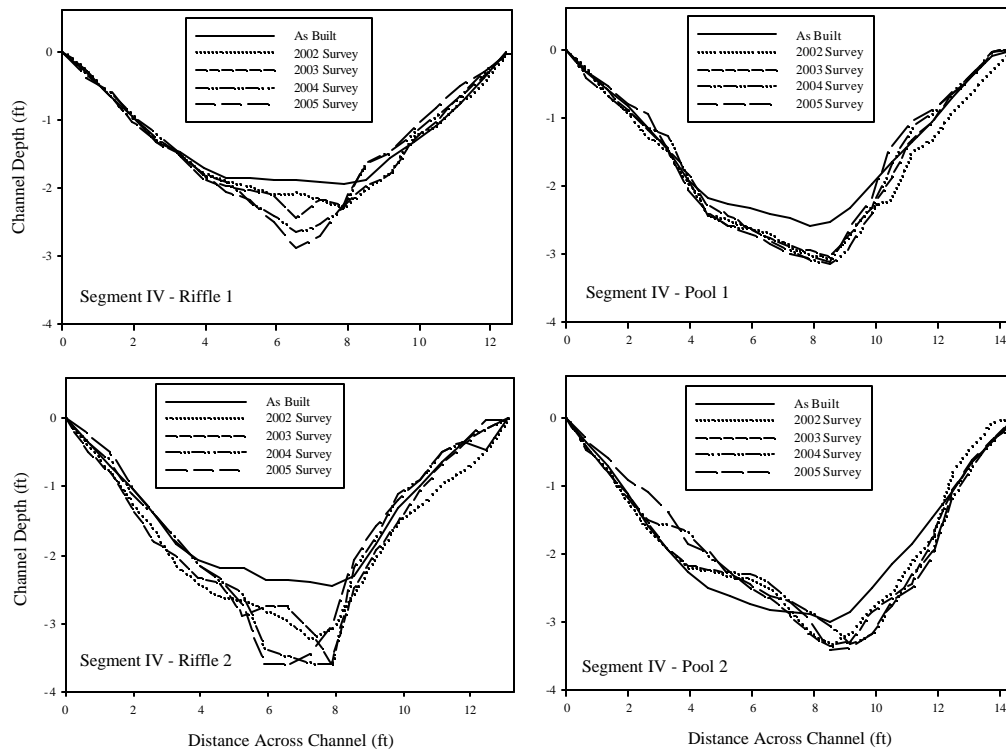 As Built
2002 Survey
2003 Survey
2004 Survey
2005 Survey
Channel Depth (ft)
0
-1
-2
-3
-4
Segment IV - Riffle 1
0 2 4 6 8 10 12
As Built
2002 Survey
2003 Survey
2004 Survey
2005 Survey
0
-1
-2
-3
-4
Segment IV - Pool 1
0 2 4 6 8 10 12 14
As Built
2002 Survey
2003 Survey
2004 Survey
2005 Survey
Channel Depth (ft)
0
-1
-2
-3
-4
Segment IV - Riffle 2
0 2 4 6 8 10 12
Distance Across Channel (ft)
As Built
2002 Survey
2003 Survey
2004 Survey
2005 Survey
0
-1
-2
-3
-4
Segment IV - Pool 2
0 2 4 6 8 10 12 14
Distance Across Channel (ft)